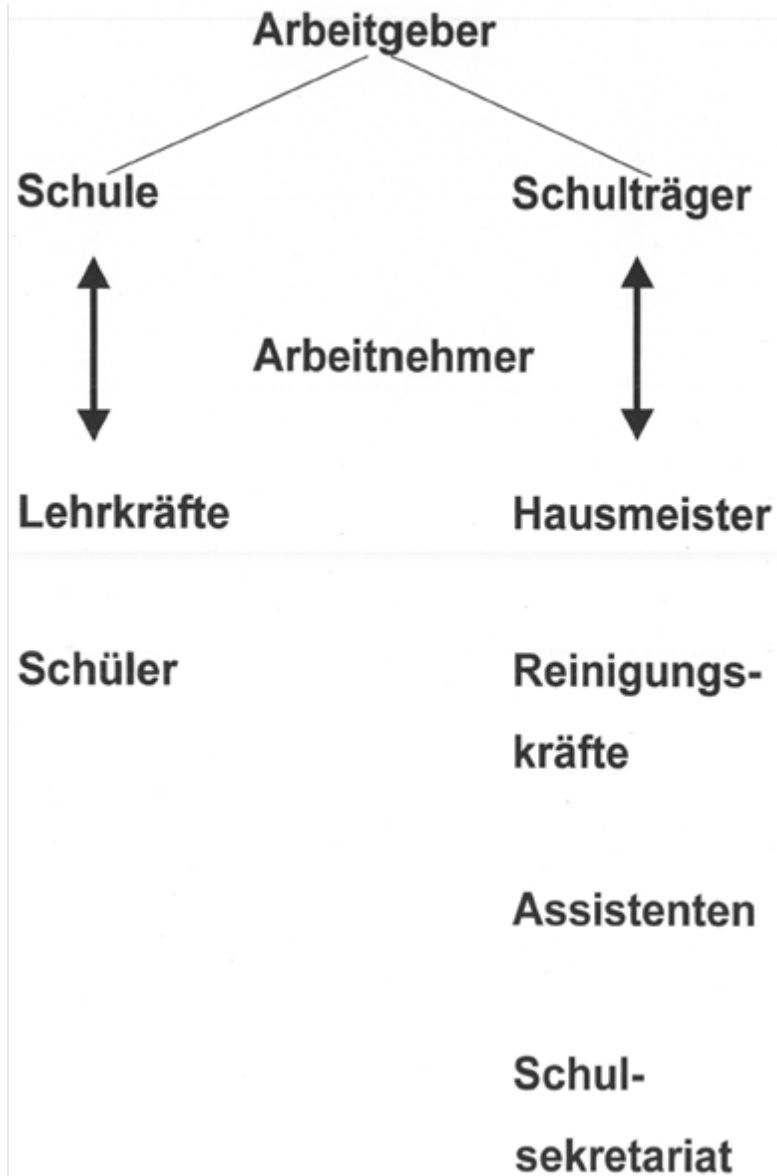 Arbeitgeber
Schule
Schulträger
Arbeitnehmer
Lehrkräfte
Hausmeister
Schüler
Reinigungs-
kräfte
Assistenten
Schul-
sekretariat